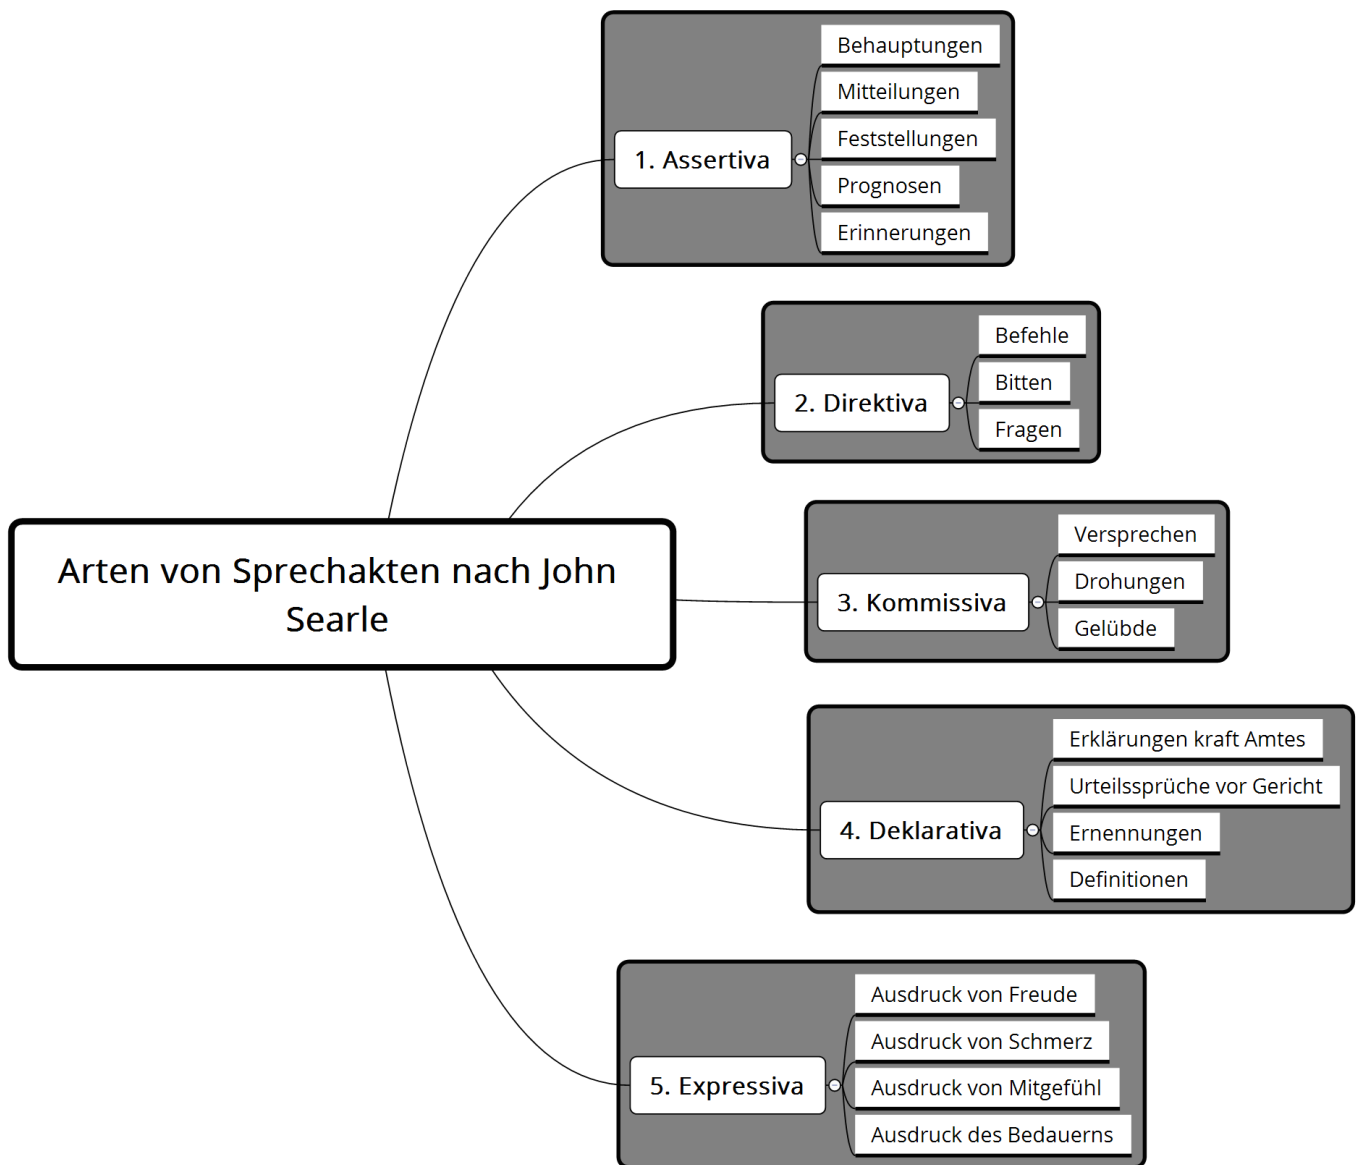 Arten von Sprechakten nach John
Searle
1. Assertiva
Behauptungen
Mitteilungen
Feststellungen
Prognosen
Erinnerungen
2. Direktiva
Befehle
Bitten
Fragen
3. Kommissiva
Versprechen
Drohungen
Gelübde
4. Deklarativa
Erklärungen kraft Amtes
Urteilssprüche vor Gericht
Ernennungen
Definitionen
5. Expressiva
Ausdruck von Freude
Ausdruck von Schmerz
Ausdruck von Mitgefühl
Ausdruck des Bedauerns